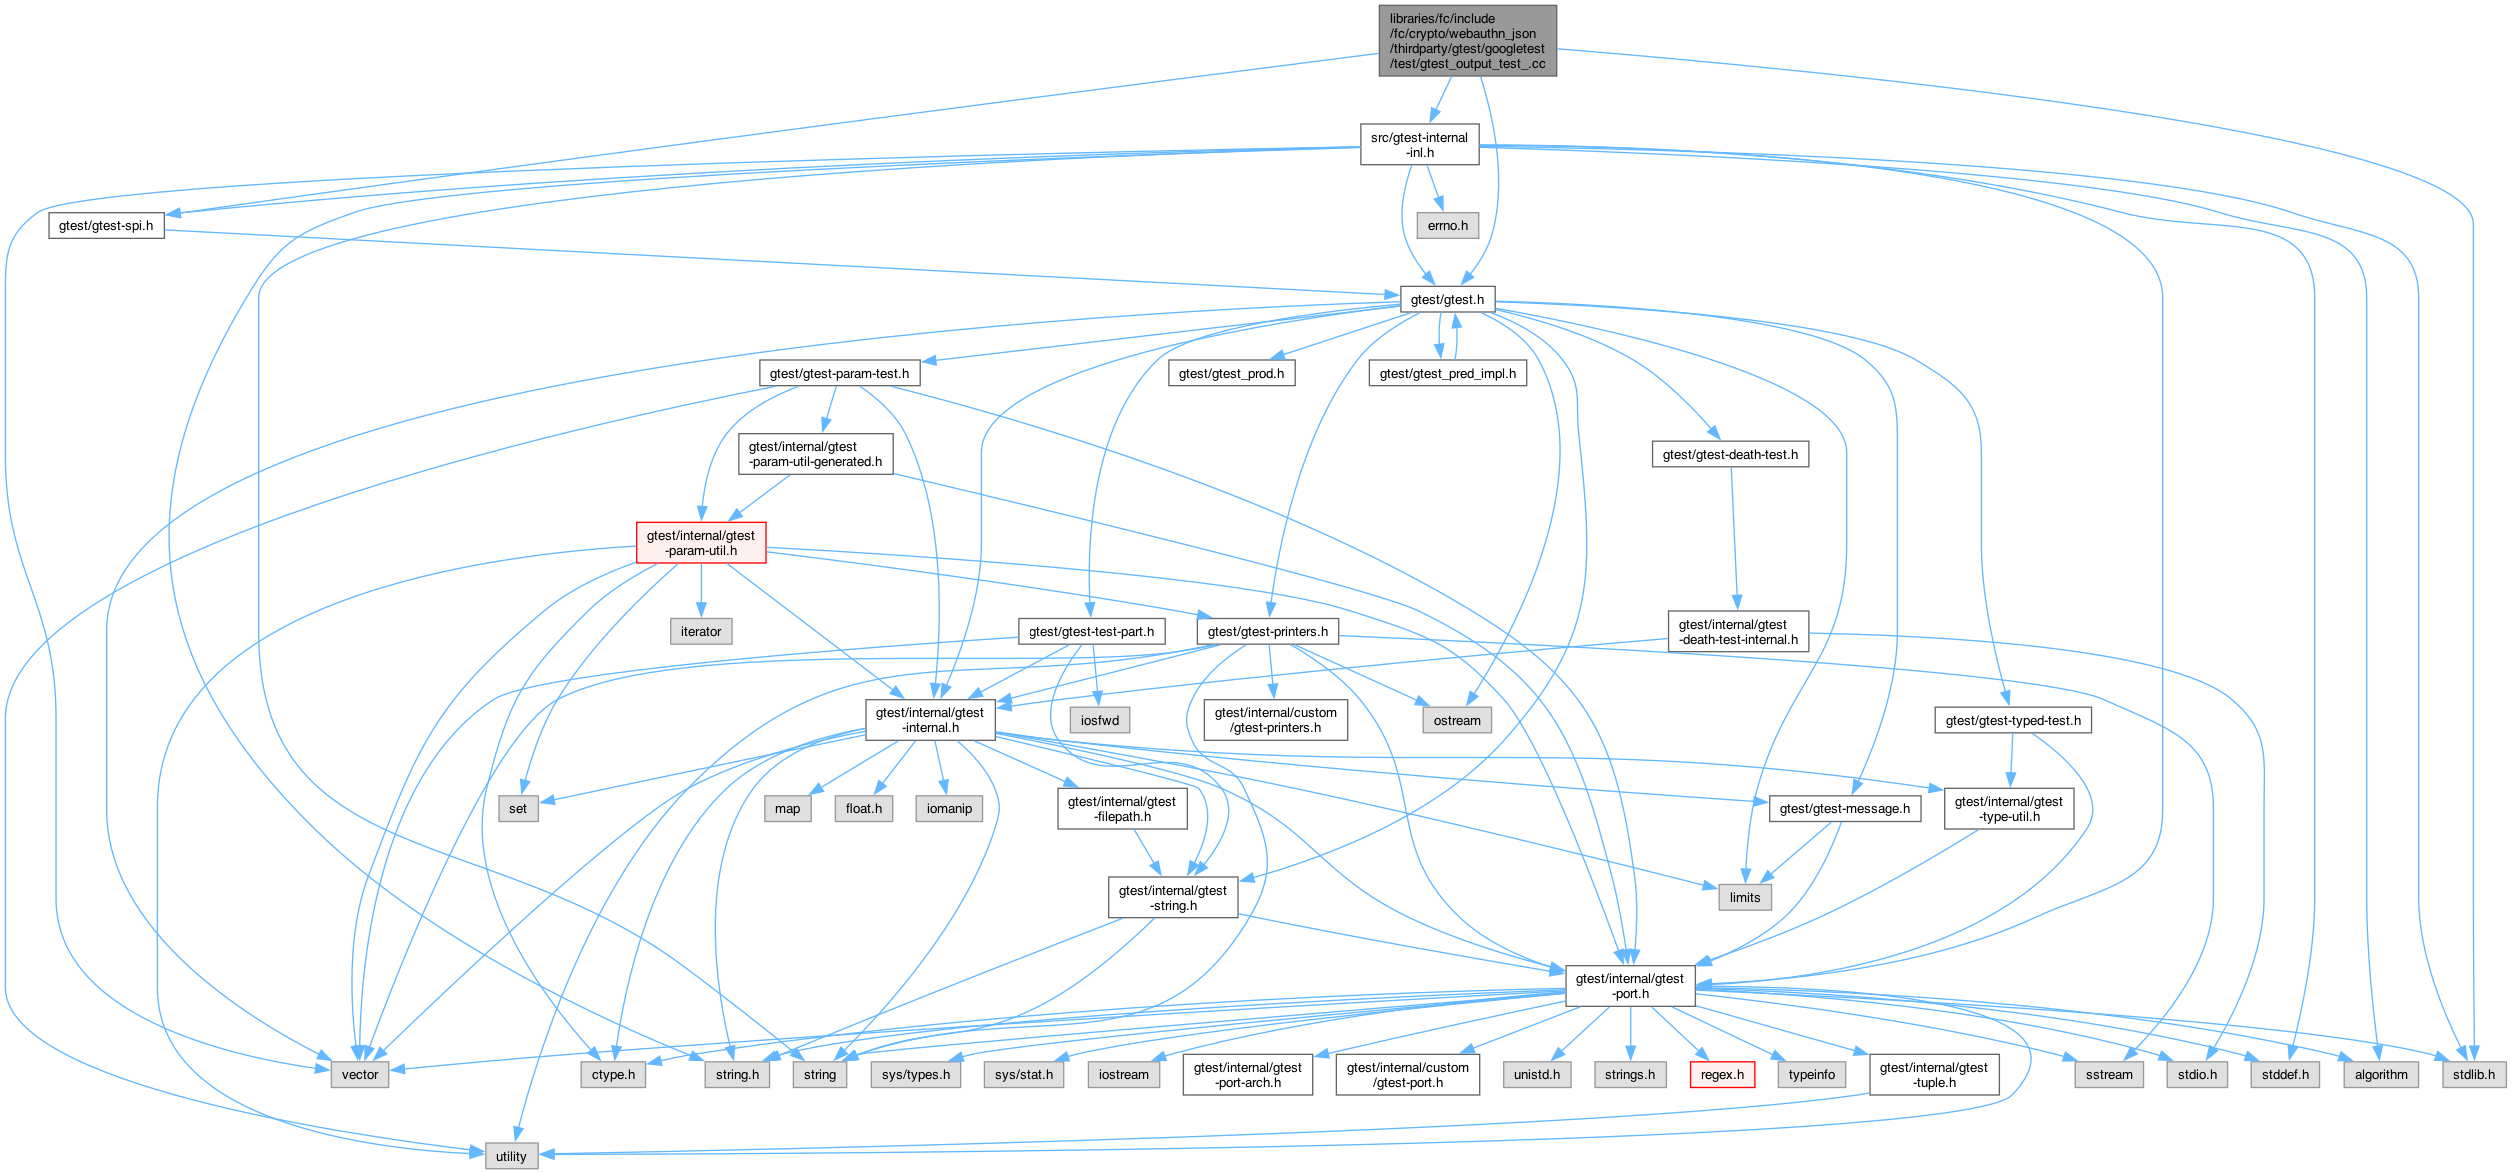 libraries/fc/include
/fc/crypto/webauthn_json
/thirdparty/gtest/googletest
/test/gtest_output_test_.cc
src/gtest-internal
-inl.h
gtest/gtest-spi.h
errno.h
gtest/gtest.h
gtest/gtest-param-test.h
gtest/gtest_prod.h
gtest/gtest_pred_impl.h
gtest/internal/gtest
-param-util-generated.h
gtest/gtest-death-test.h
gtest/internal/gtest
-param-util.h
iterator
gtest/gtest-test-part.h
gtest/gtest-printers.h
gtest/internal/gtest
-death-test-internal.h
gtest/internal/gtest
-internal.h
iosfwd
gtest/internal/custom
/gtest-printers.h
ostream
gtest/gtest-typed-test.h
set
map
float.h
iomanip
gtest/internal/gtest
-filepath.h
gtest/gtest-message.h
gtest/internal/gtest
-type-util.h
gtest/internal/gtest
-string.h
limits
gtest/internal/gtest
-port.h
vector
ctype.h
string.h
string
sys/types.h
sys/stat.h
iostream
gtest/internal/gtest
-port-arch.h
gtest/internal/custom
/gtest-port.h
unistd.h
strings.h
regex.h
typeinfo
gtest/internal/gtest
-tuple.h
sstream
stdio.h
stddef.h
algorithm
stdlib.h
utility